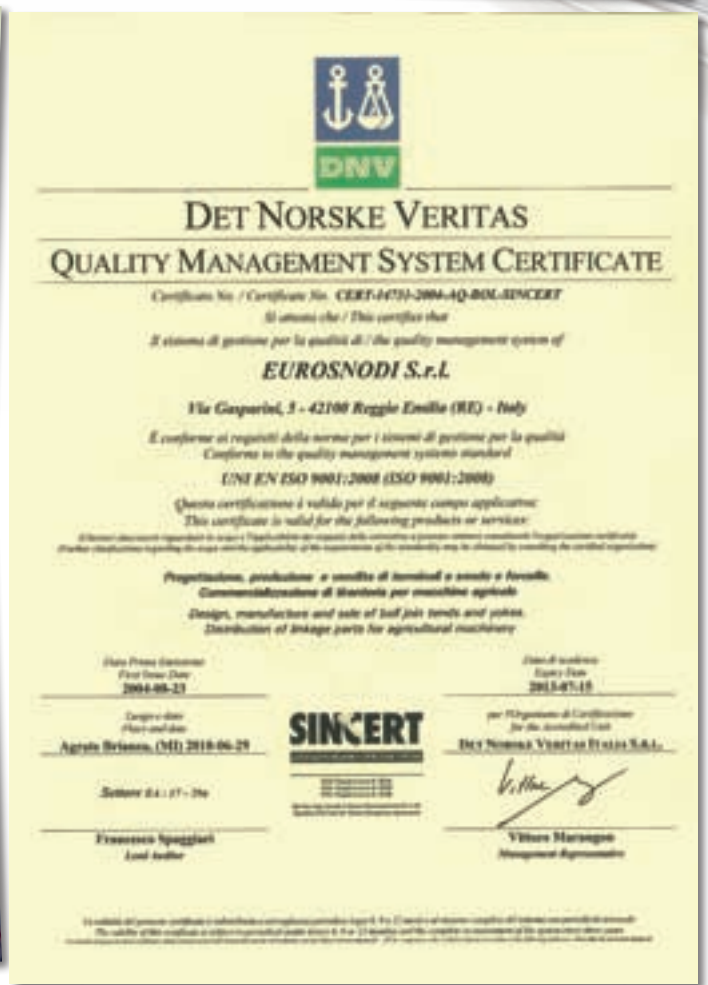 DNV
DET NORSKE VERITAS
QUALITY MANAGEMENT SYSTEM CERTIFICATE
Certificato No. / Certificate No. CERT-14731-2004-AQ-BOL-SINCERT
Si attesta che / This certifies that
Il sistema di gestione per la qualità di / the quality management system of
EUROSNODI S.r.l.
Via Gasparini, 5 - 42100 Reggio Emilia (RE) - Italy
È conforme ai requisiti della norma per i sistemi di gestione per la qualità
Conforms to the quality management systems standard
UNI EN ISO 9001:2008 (ISO 9001:2008)
Questa certificazione è valida per il seguente campo applicativo:
This certificate is valid for the following products or services:
Progettazione, produzione e vendita di terminali a snodo e forcelle.
Commercializzazione di tiranteria per macchine agricole
Design, manufacture and sale of ball join tends and yokes.
Distribution of linkage parts for agricultural machinery
Data Prima Emissione
First Issue Date
2004-08-23
Data di scadenza
Expiry Date
2013-07-15
Luogo e data
Place and date
Agrate Brianza, (MI) 2010-06-29
per l'Organismo di Certificazione
for the Accredited Unit
DET NORSKE VERITAS ITALIA S.R.L.
SINCERT
Settore EA : 17 - 29a
Francesco Spaggiari
Lead Auditor
Vittore Marangon
Management Representative